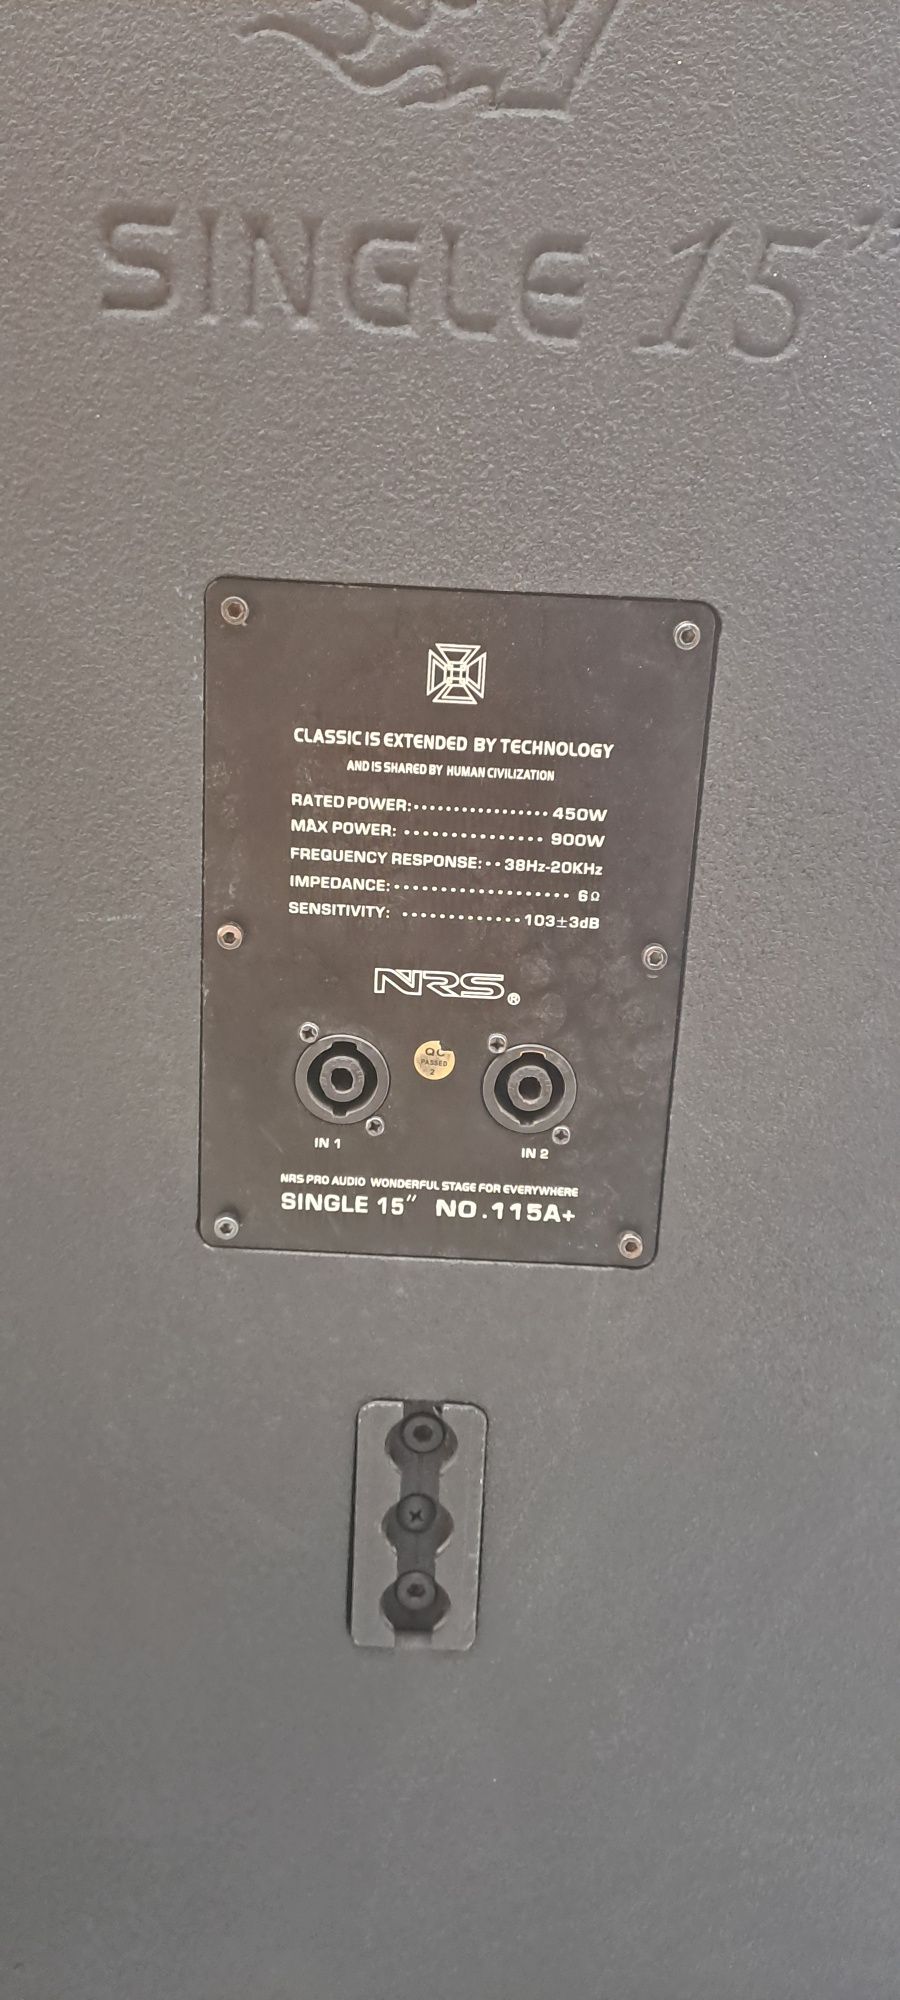 SINGLE 15"
CLASSIC IS EXTENDED BY TECHNOLOGY
AND IS SHARED BY HUMAN CIVILIZATION
RATED POWER:................. 450W
MAX POWER: ............... 900W
FREQUENCY RESPONSE:.. 38Hz-20KHz
IMPEDANCE:................... 6Ω
SENSITIVITY: .............103±3dB
NRS®
QC
PASSED
2
IN 1
IN 2
NRS PRO AUDIO WONDERFUL STAGE FOR EVERYWHERE
SINGLE 15" NO.115A+